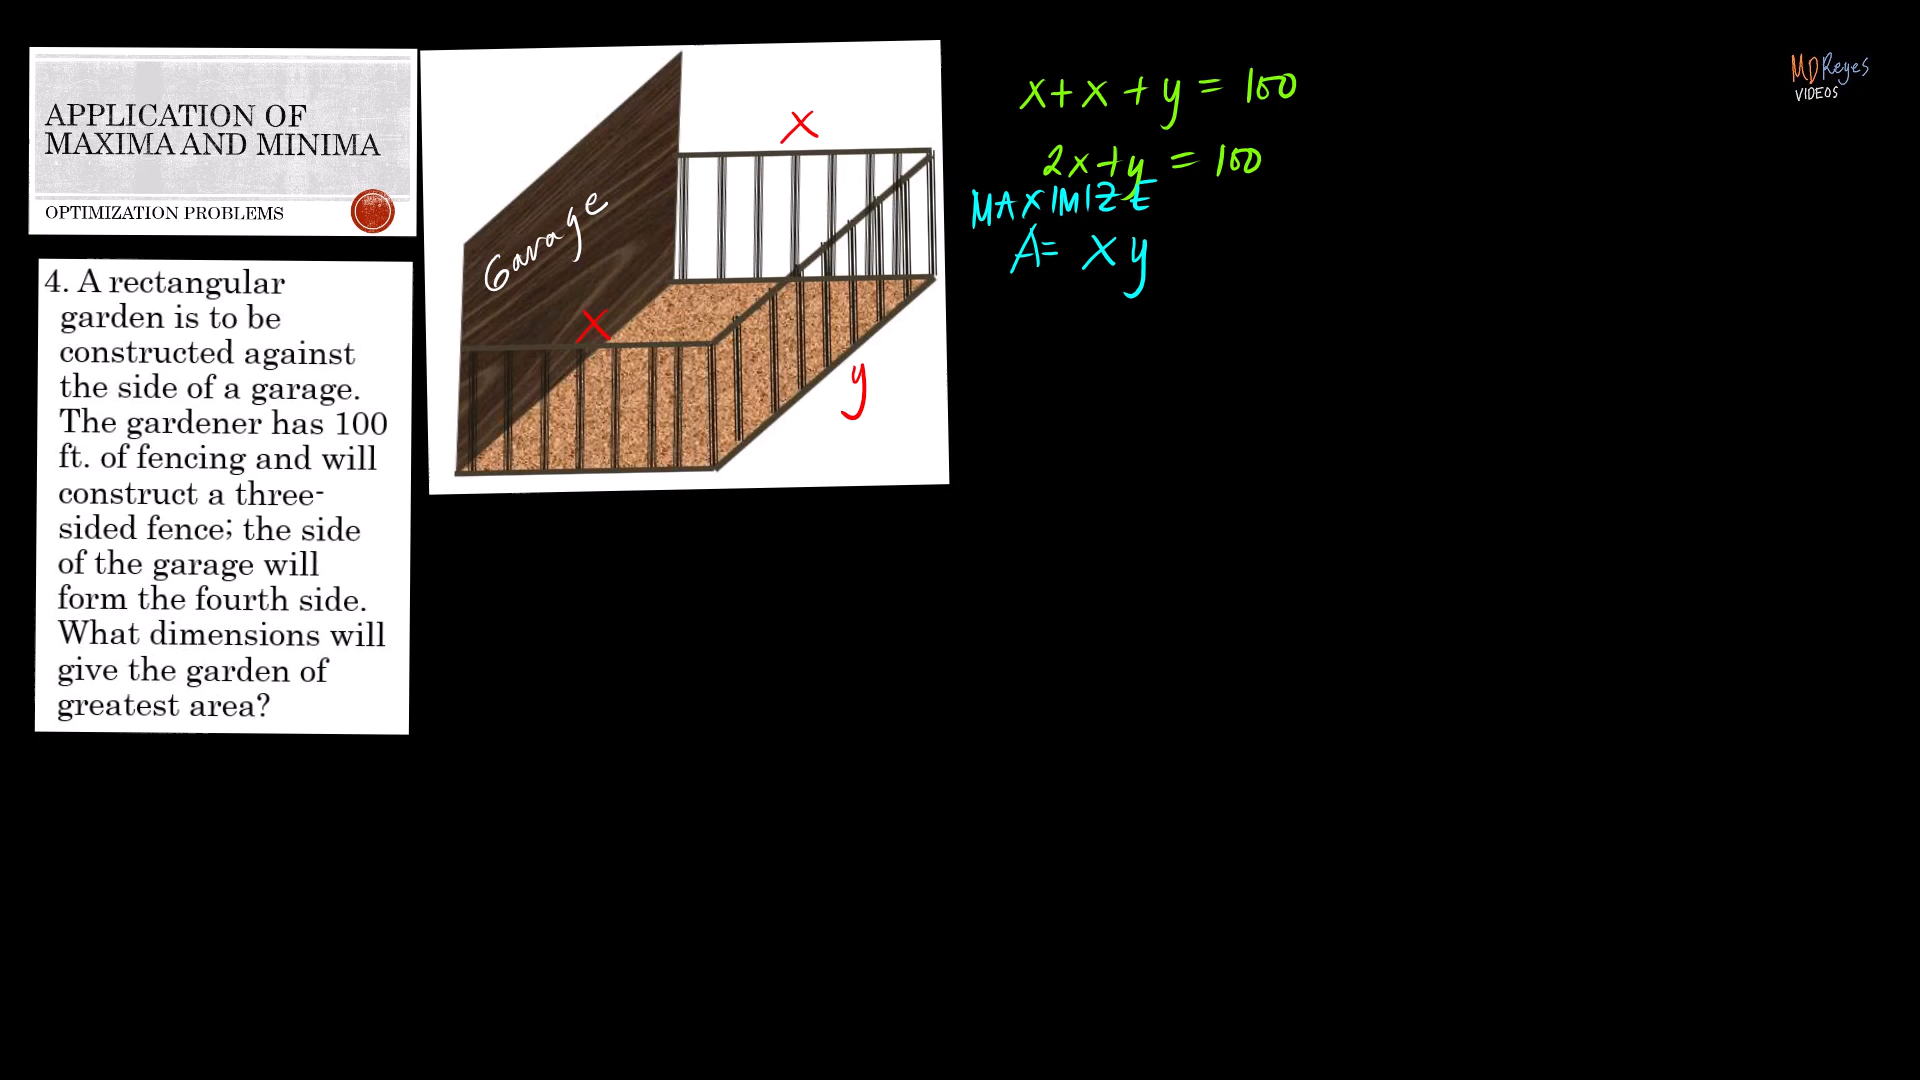 APPLICATION OF
MAXIMA AND MINIMA
OPTIMIZATION PROBLEMS
4. A rectangular
garden is to be
constructed against
the side of a garage.
The gardener has 100
ft. of fencing and will
construct a three-
sided fence; the side
of the garage will
form the fourth side.
What dimensions will
give the garden of
greatest area?
Garage
x
x
y
x + x + y = 100
2x + y = 100
MAXIMIZE
A = xy
MDReyes
VIDEOS